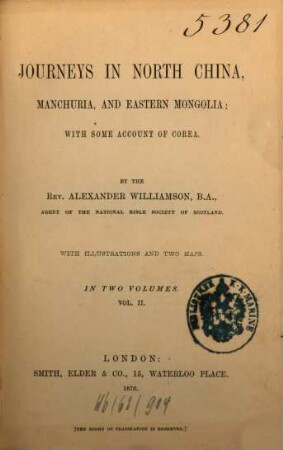 5381
JOURNEYS IN NORTH CHINA,
MANCHURIA, AND EASTERN MONGOLIA;
WITH SOME ACCOUNT OF COREA.
BY THE
REV. ALEXANDER WILLIAMSON, B.A.,
AGENT OF THE NATIONAL BIBLE SOCIETY OF SCOTLAND.
WITH ILLUSTRATIONS AND TWO MAPS.
IN TWO VOLUMES.
VOL. II.
BIBLIOTHEK K.K. MARINE
LONDON:
SMITH, ELDER & CO., 15, WATERLOO PLACE.
1870.
[THE RIGHT OF TRANSLATION IS RESERVED.]